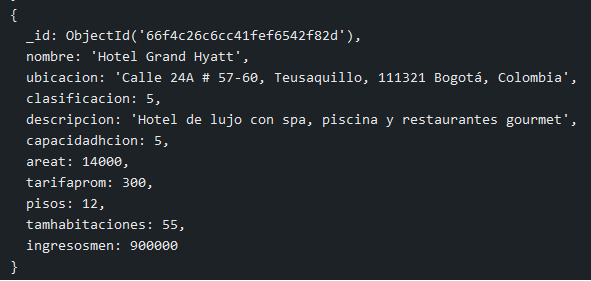 {
_id: ObjectId('66f4c26c6cc41fef6542f82d'),
nombre: 'Hotel Grand Hyatt',
ubicacion: 'Calle 24A # 57-60, Teusaquillo, 111321 Bogotá, Colombia',
clasificacion: 5,
descripcion: 'Hotel de lujo con spa, piscina y restaurantes gourmet',
capacidadhcion: 5,
areat: 14000,
tarifaprom: 300,
pisos: 12,
tamhabitaciones: 55,
ingresosmen: 900000
}